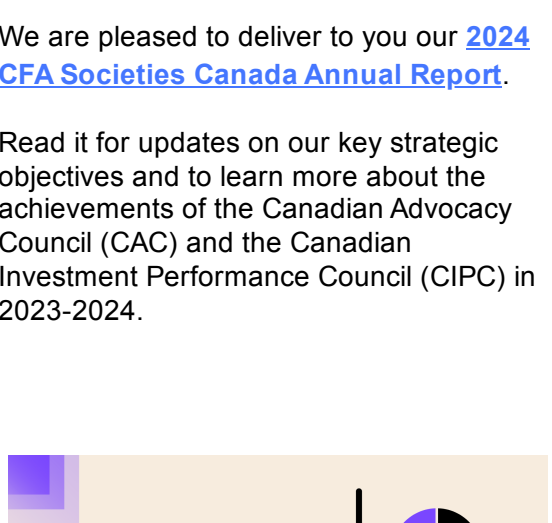 We are pleased to deliver to you our 2024
CFA Societies Canada Annual Report.
Read it for updates on our key strategic
objectives and to learn more about the
achievements of the Canadian Advocacy
Council (CAC) and the Canadian
Investment Performance Council (CIPC) in
2023-2024.